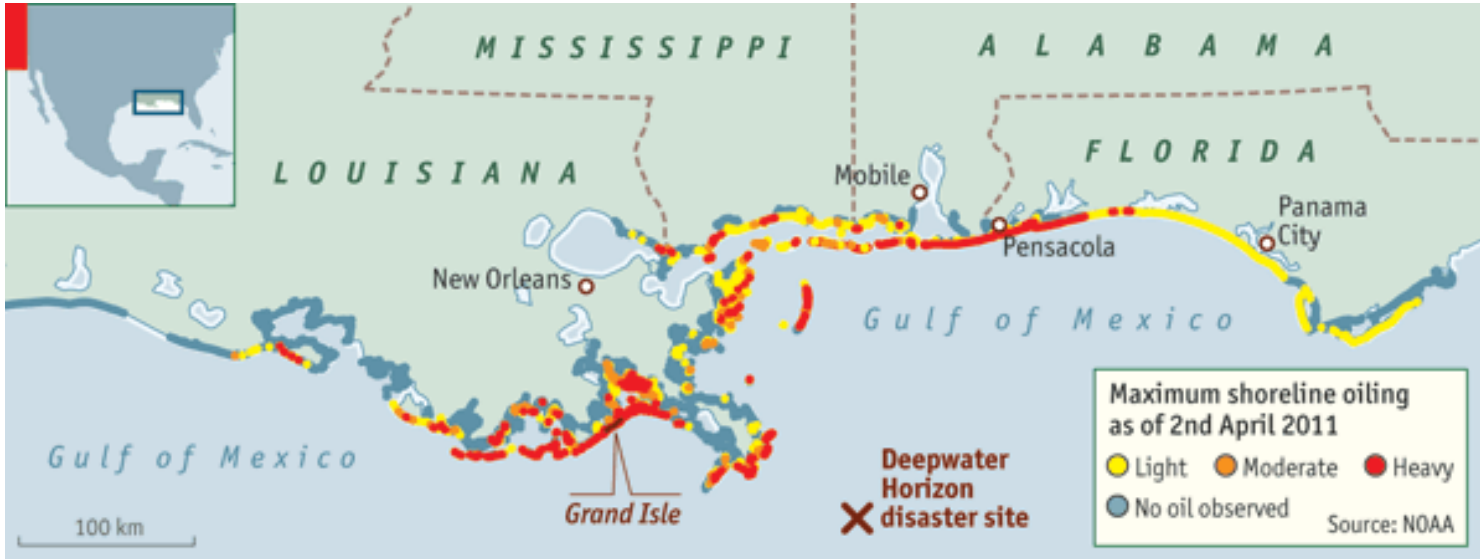 MISSISSIPPI
ALABAMA
LOUISIANA
FLORIDA
Mobile
Pensacola
Panama
City
New Orleans
Gulf of Mexico
Gulf of Mexico
Grand Isle
Deepwater
Horizon
disaster site
100 km
Maximum shoreline oiling
as of 2nd April 2011
Light Moderate Heavy
No oil observed
Source: NOAA